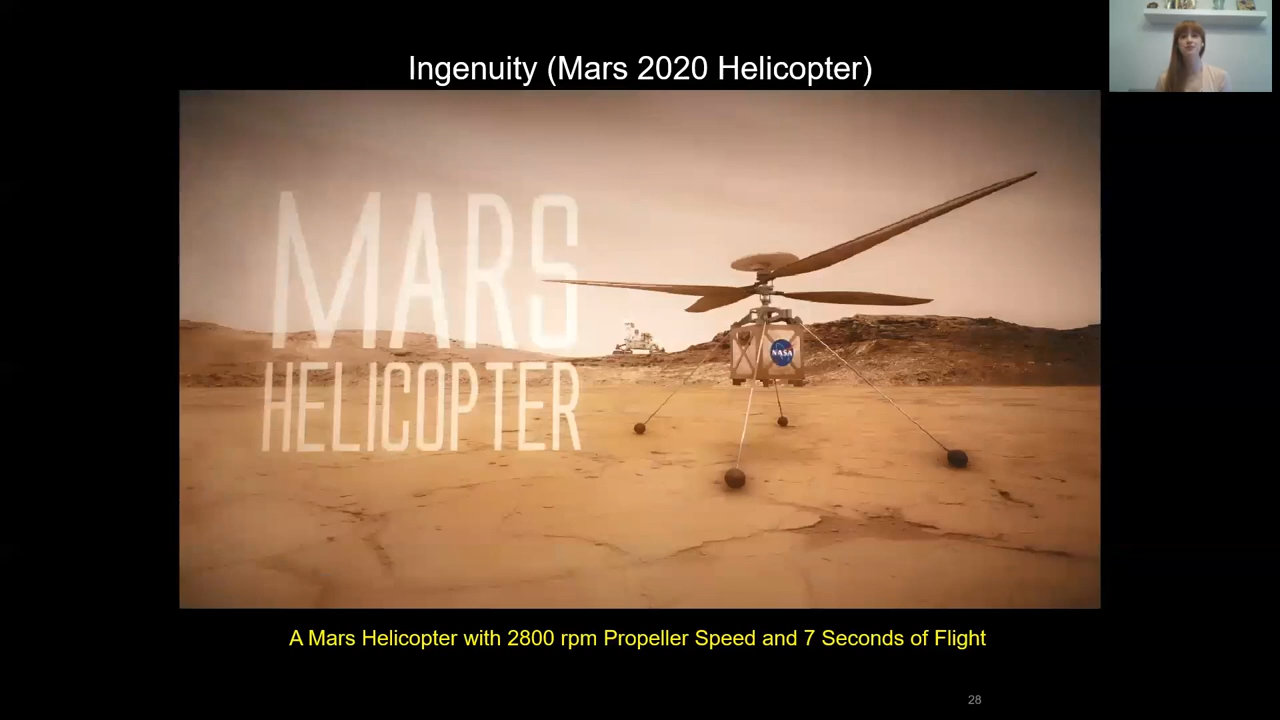 Ingenuity (Mars 2020 Helicopter)
MARS
HELICOPTER
NASA
A Mars Helicopter with 2800 rpm Propeller Speed and 7 Seconds of Flight
28